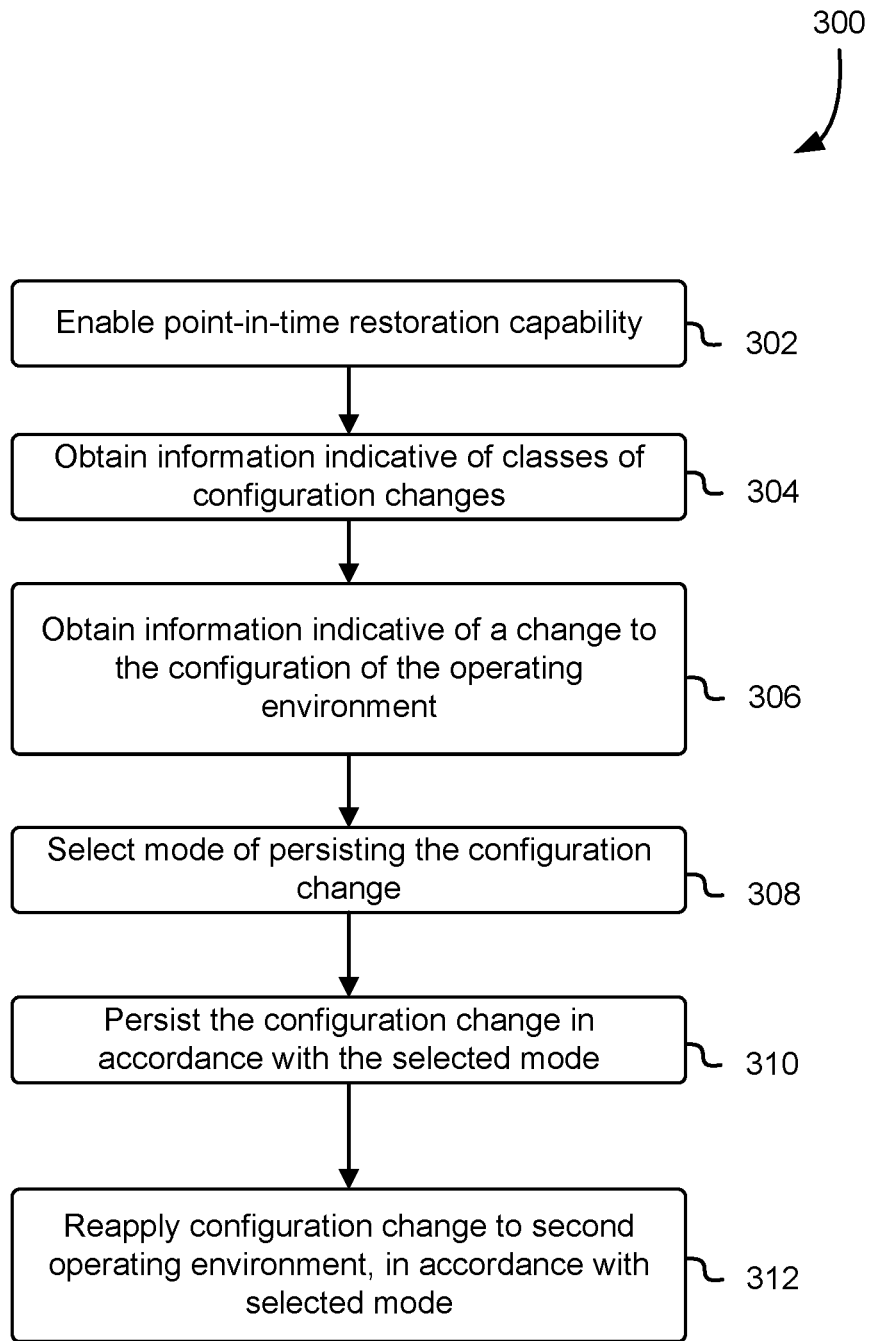 300
Enable point-in-time restoration capability
302
Obtain information indicative of classes of
configuration changes
304
Obtain information indicative of a change to
the configuration of the operating
environment
306
Select mode of persisting the configuration
change
308
Persist the configuration change in
accordance with the selected mode
310
Reapply configuration change to second
operating environment, in accordance with
selected mode
312